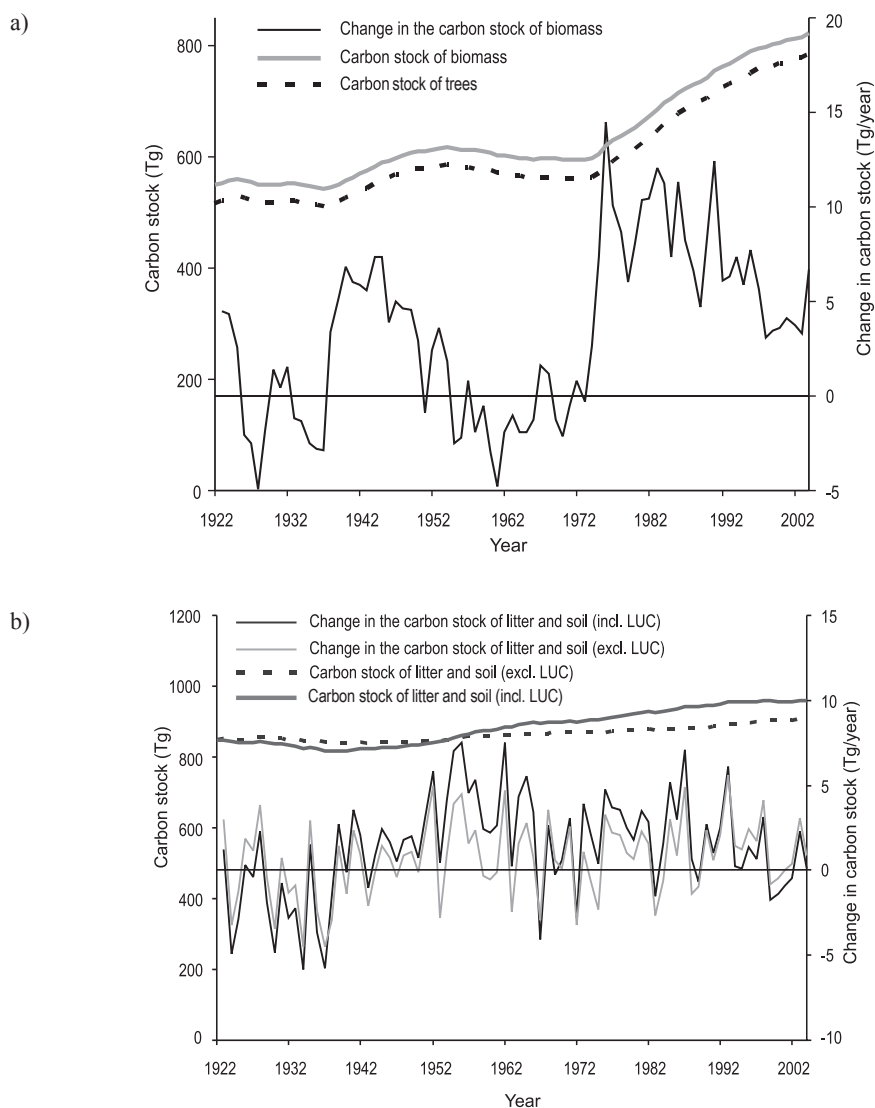 a)
Change in the carbon stock of biomass
Carbon stock of biomass
Carbon stock of trees
800
600
400
200
0
Carbon stock (Tg)
20
15
10
5
0
-5
Change in carbon stock (Tg/year)
1922 1932 1942 1952 1962 1972 1982 1992 2002
Year
b)
Change in the carbon stock of litter and soil (incl. LUC)
Change in the carbon stock of litter and soil (excl. LUC)
Carbon stock of litter and soil (excl. LUC)
Carbon stock of litter and soil (incl. LUC)
1200
1000
800
600
400
200
0
Carbon stock (Tg)
15
10
5
0
-5
-10
Change in carbon stock (Tg/year)
1922 1932 1942 1952 1962 1972 1982 1992 2002
Year